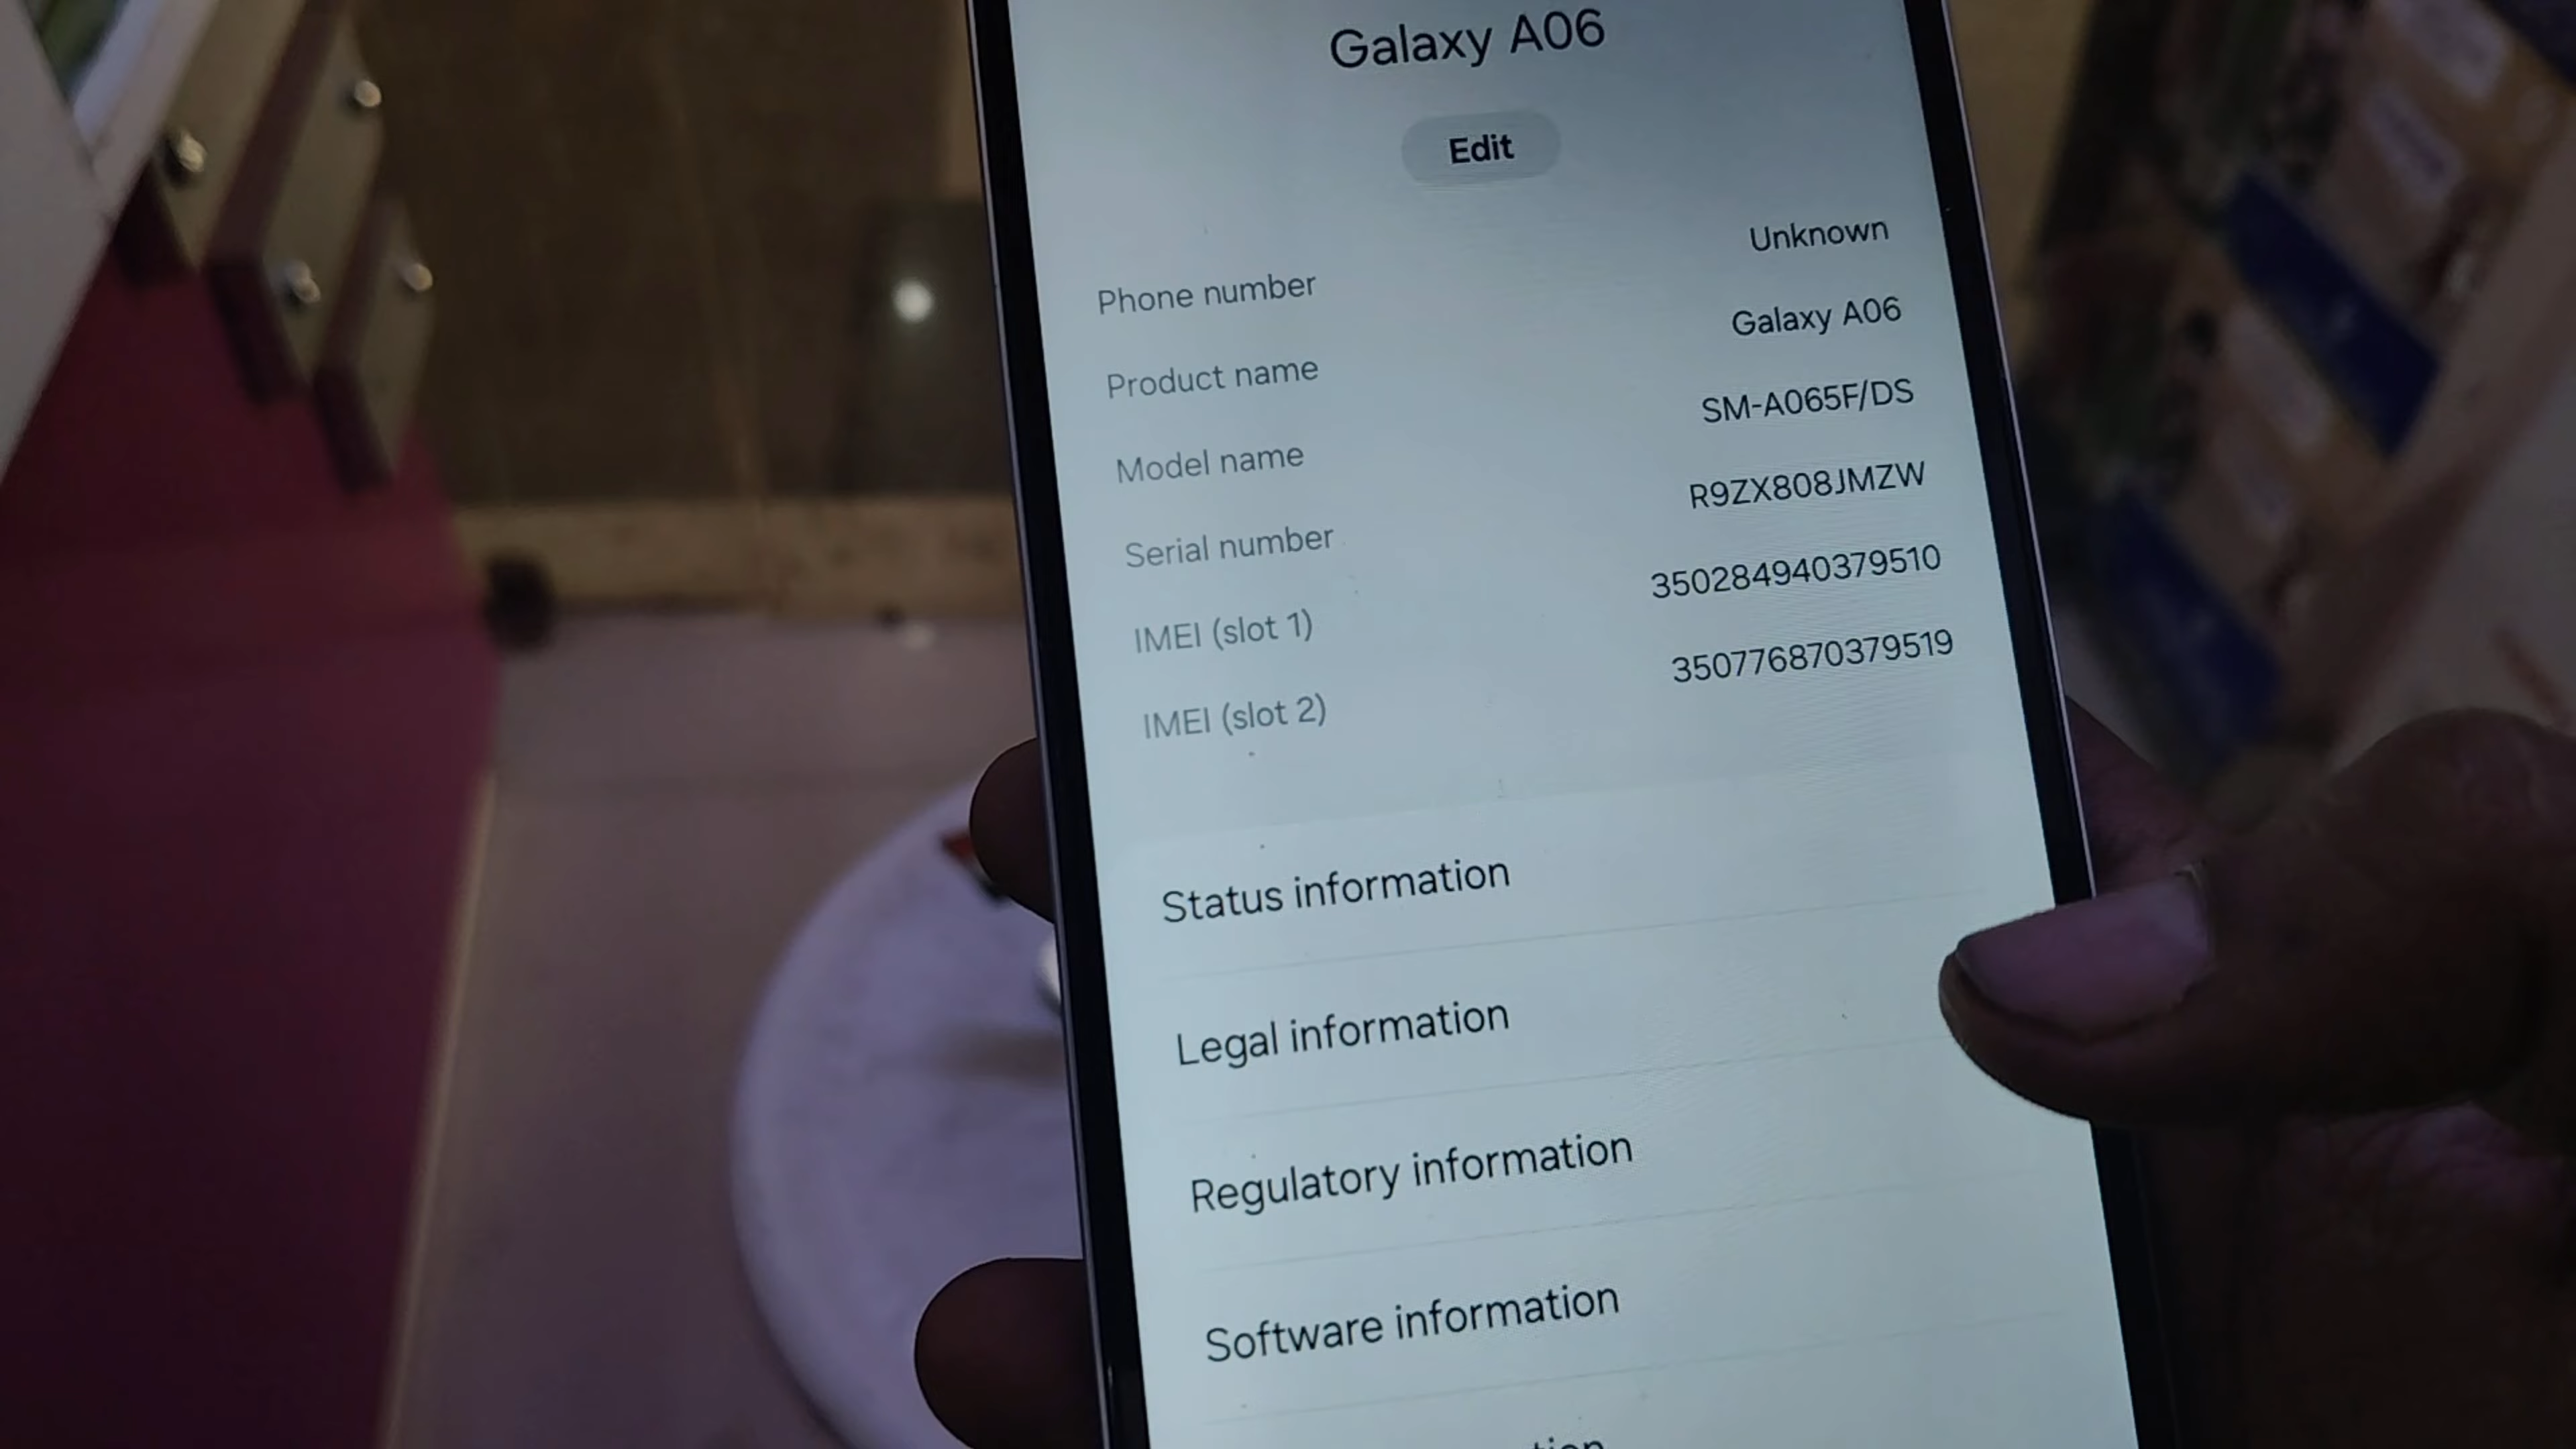 Galaxy A06
Edit
Phone number Unknown
Product name Galaxy A06
Model name SM-A065F/DS
Serial number R9ZX808JMZW
IMEI (slot 1) 350284940379510
IMEI (slot 2) 350776870379519
Status information
Legal information
Regulatory information
Software information